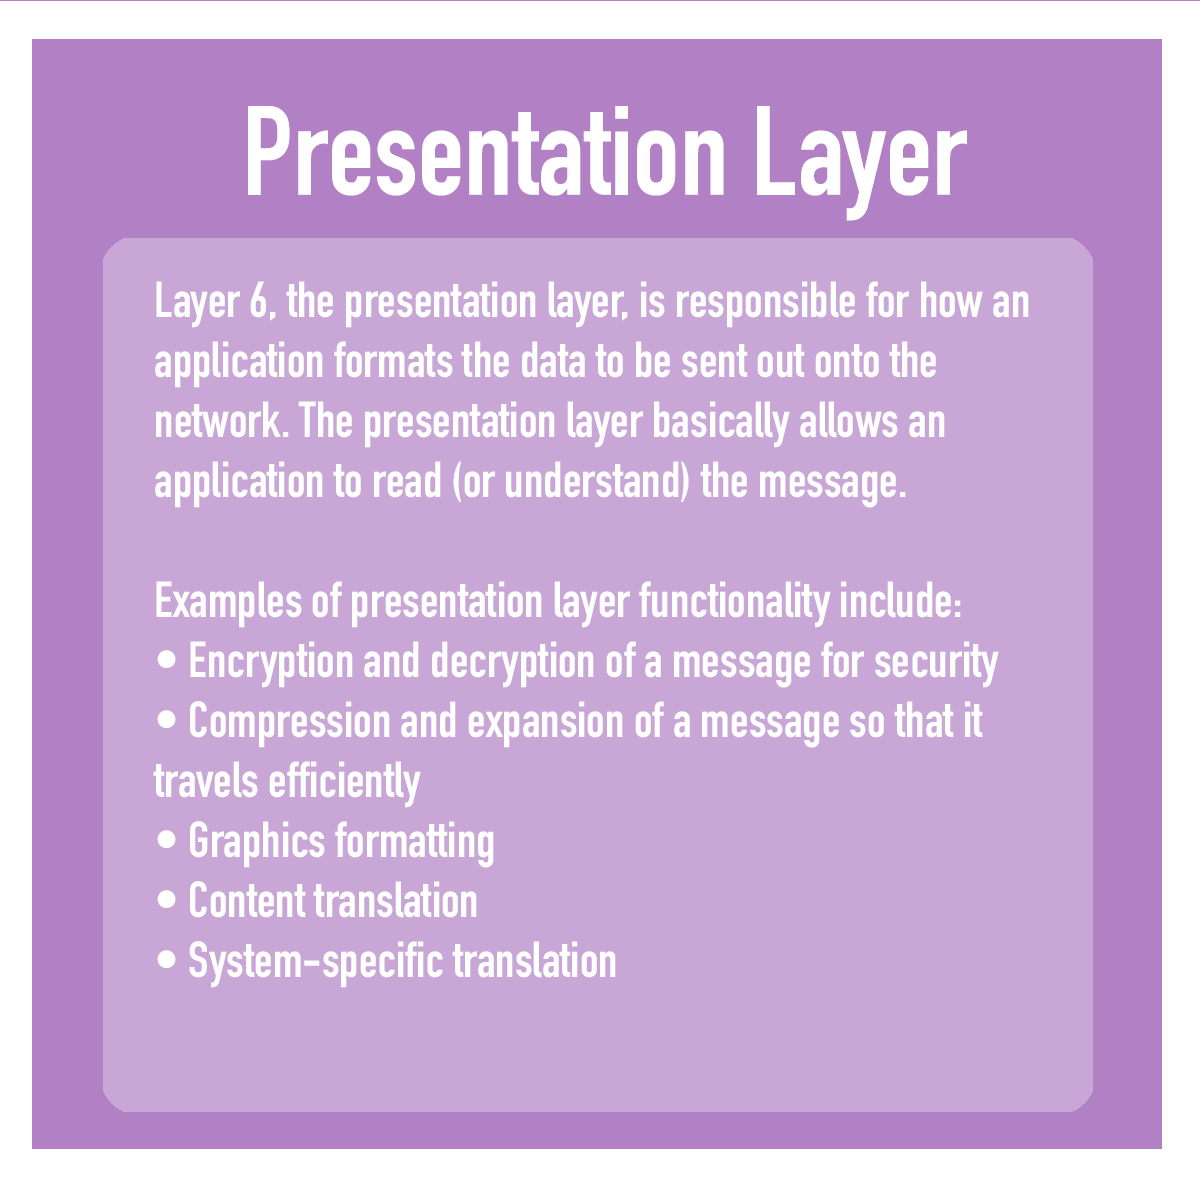 Presentation Layer
Layer 6, the presentation layer, is responsible for how an
application formats the data to be sent out onto the
network. The presentation layer basically allows an
application to read (or understand) the message.
Examples of presentation layer functionality include:
• Encryption and decryption of a message for security
• Compression and expansion of a message so that it
travels efficiently
• Graphics formatting
• Content translation
• System-specific translation